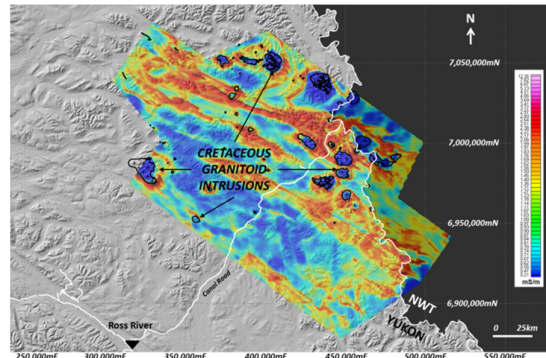 N
7,050,000mN
7,000,000mN
6,950,000mN
6,900,000mN
CRETACEOUS
GRANITOID
INTRUSIONS
Canol Road
Ross River
NWT
YUKON
0 25km
mS/m
250,000mE 300,000mE 350,000mE 400,000mE 450,000mE 500,000mE 550,000mE